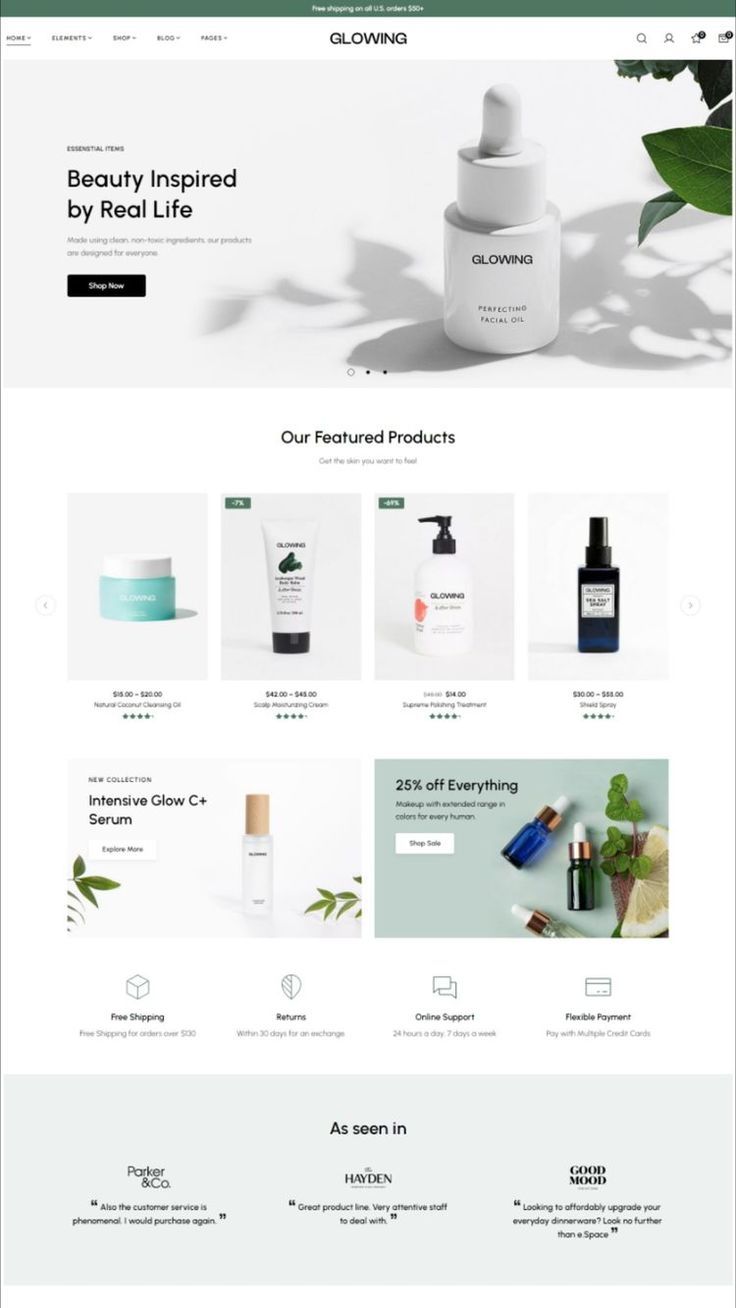 Free shipping on all U.S. orders $50+
HOME ELEMENTS SHOP BLOG PAGES
GLOWING
0 0
ESSENSTIAL ITEMS
Beauty Inspired
by Real Life
Made using clean, non-toxic ingredients, our products
are designed for everyone.
Shop Now
GLOWING
PERFECTING
FACIAL OIL
Our Featured Products
Get the skin you want to feel
GLOWING
-7%
GLOWING
-69%
GLOWING
GLOWING
SEA SALT
SPRAY
$15.00 – $20.00
Natural Coconut Cleansing Oil
$42.00 – $45.00
Scalp Moisturizing Cream
$14.00
Supreme Polishing Treatment
$30.00 – $55.00
Shield Spray
NEW COLLECTION
Intensive Glow C+
Serum
Explore More
GLOWING
25% off Everything
Makeup with extended range in
colors for every human.
Shop Sale
Free Shipping
Free Shipping for orders over $130
Returns
Within 30 days for an exchange.
Online Support
24 hours a day, 7 days a week
Flexible Payment
Pay with Multiple Credit Cards
As seen in
Parker
&Co.
“ Also the customer service is
phenomenal. I would purchase again. ”
The
HAYDEN
“ Great product line. Very attentive staff
to deal with. ”
GOOD
MOOD
“ Looking to affordably upgrade your
everyday dinnerware? Look no further
than e.Space ”